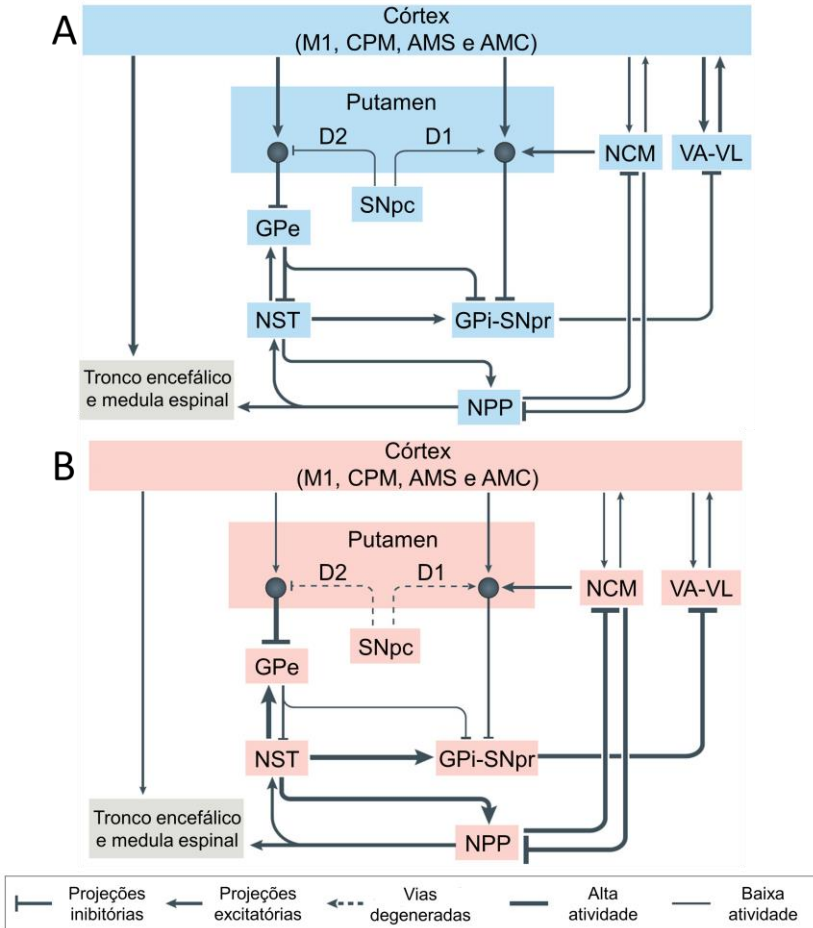 A
Córtex
(M1, CPM, AMS e AMC)
Putamen
D2
D1
NCM
VA-VL
SNpc
GPe
NST
GPi-SNpr
Tronco encefálico
e medula espinal
NPP
B
Córtex
(M1, CPM, AMS e AMC)
Putamen
D2
D1
NCM
VA-VL
SNpc
GPe
NST
GPi-SNpr
Tronco encefálico
e medula espinal
NPP
Projeções
inibitórias
Projeções
excitatórias
Vias
degeneradas
Alta
atividade
Baixa
atividade